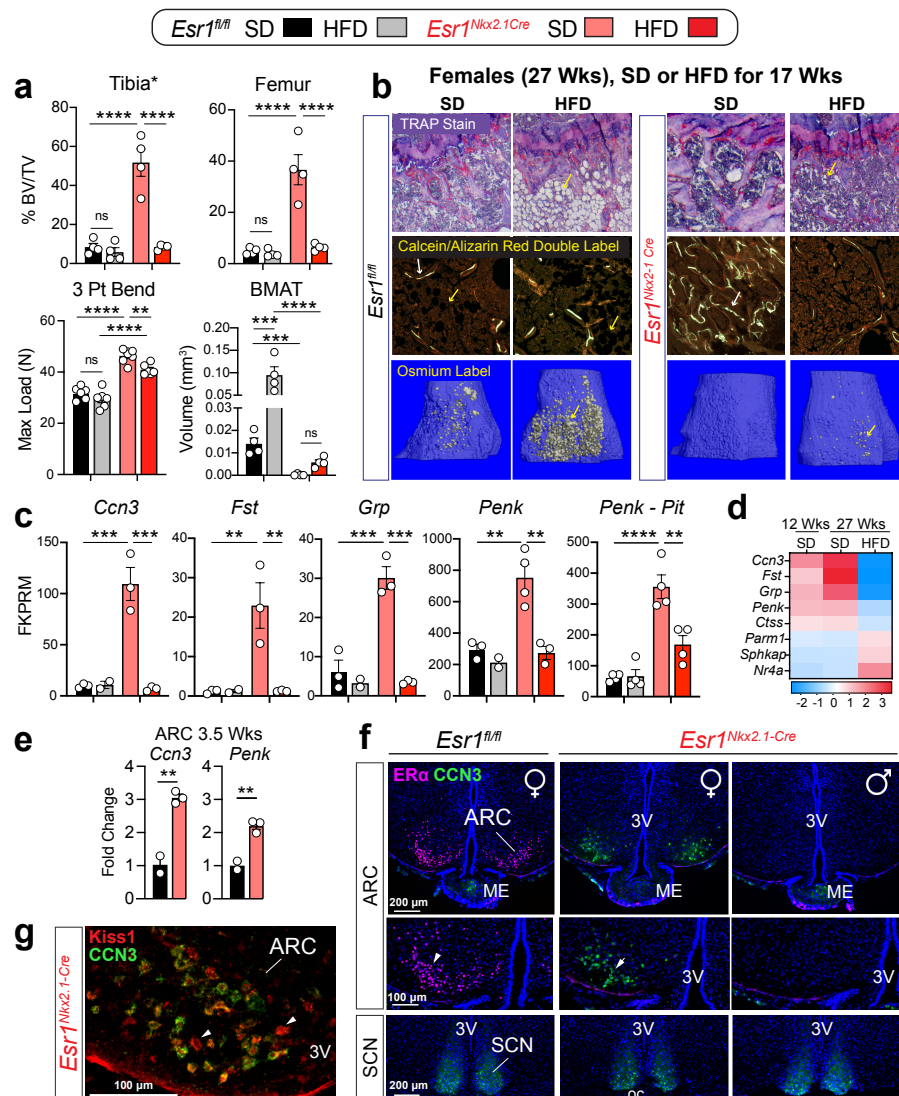 Esr1fl/fl SD HFD Esr1Nkx2.1Cre SD HFD
a
Tibia*
Femur
****
****
****
****
% BV/TV
80
60
40
20
0
ns
60
40
20
0
ns
3 Pt Bend
BMAT
****
**
****
ns
Max Load (N)
60
30
0
****
***
***
ns
Volume (mm³)
0.20
0.15
0.10
0.05
0.03
0.02
0.01
0.00
b
Females (27 Wks), SD or HFD for 17 Wks
SD
HFD
SD
HFD
TRAP Stain
Calcein/Alizarin Red Double Label
Osmium Label
Esr1fl/fl
Esr1Nkx2-1 Cre
c
Ccn3
Fst
Grp
Penk
Penk - Pit
***
***
**
**
***
***
**
**
****
**
FKPRM
150
100
50
0
40
30
20
10
0
40
30
20
10
0
1000
800
600
400
200
0
500
400
300
200
100
0
d
12 Wks 27 Wks
SD SD HFD
Ccn3
Fst
Grp
Penk
Ctss
Parm1
Sphkap
Nr4a
-2 -1 0 1 2 3
e
ARC 3.5 Wks
Ccn3
Penk
**
**
Fold Change
4
3
2
1
0
4
3
2
1
0
f
Esr1fl/fl
Esr1Nkx2.1-Cre
ERα CCN3
♀
♀
♂
ARC
3V
3V
ME
ME
200 µm
ARC
100 µm
3V
3V
SCN
3V
3V
3V
SCN
200 µm
g
Esr1Nkx2.1-Cre
Kiss1
CCN3
ARC
3V
100 µm